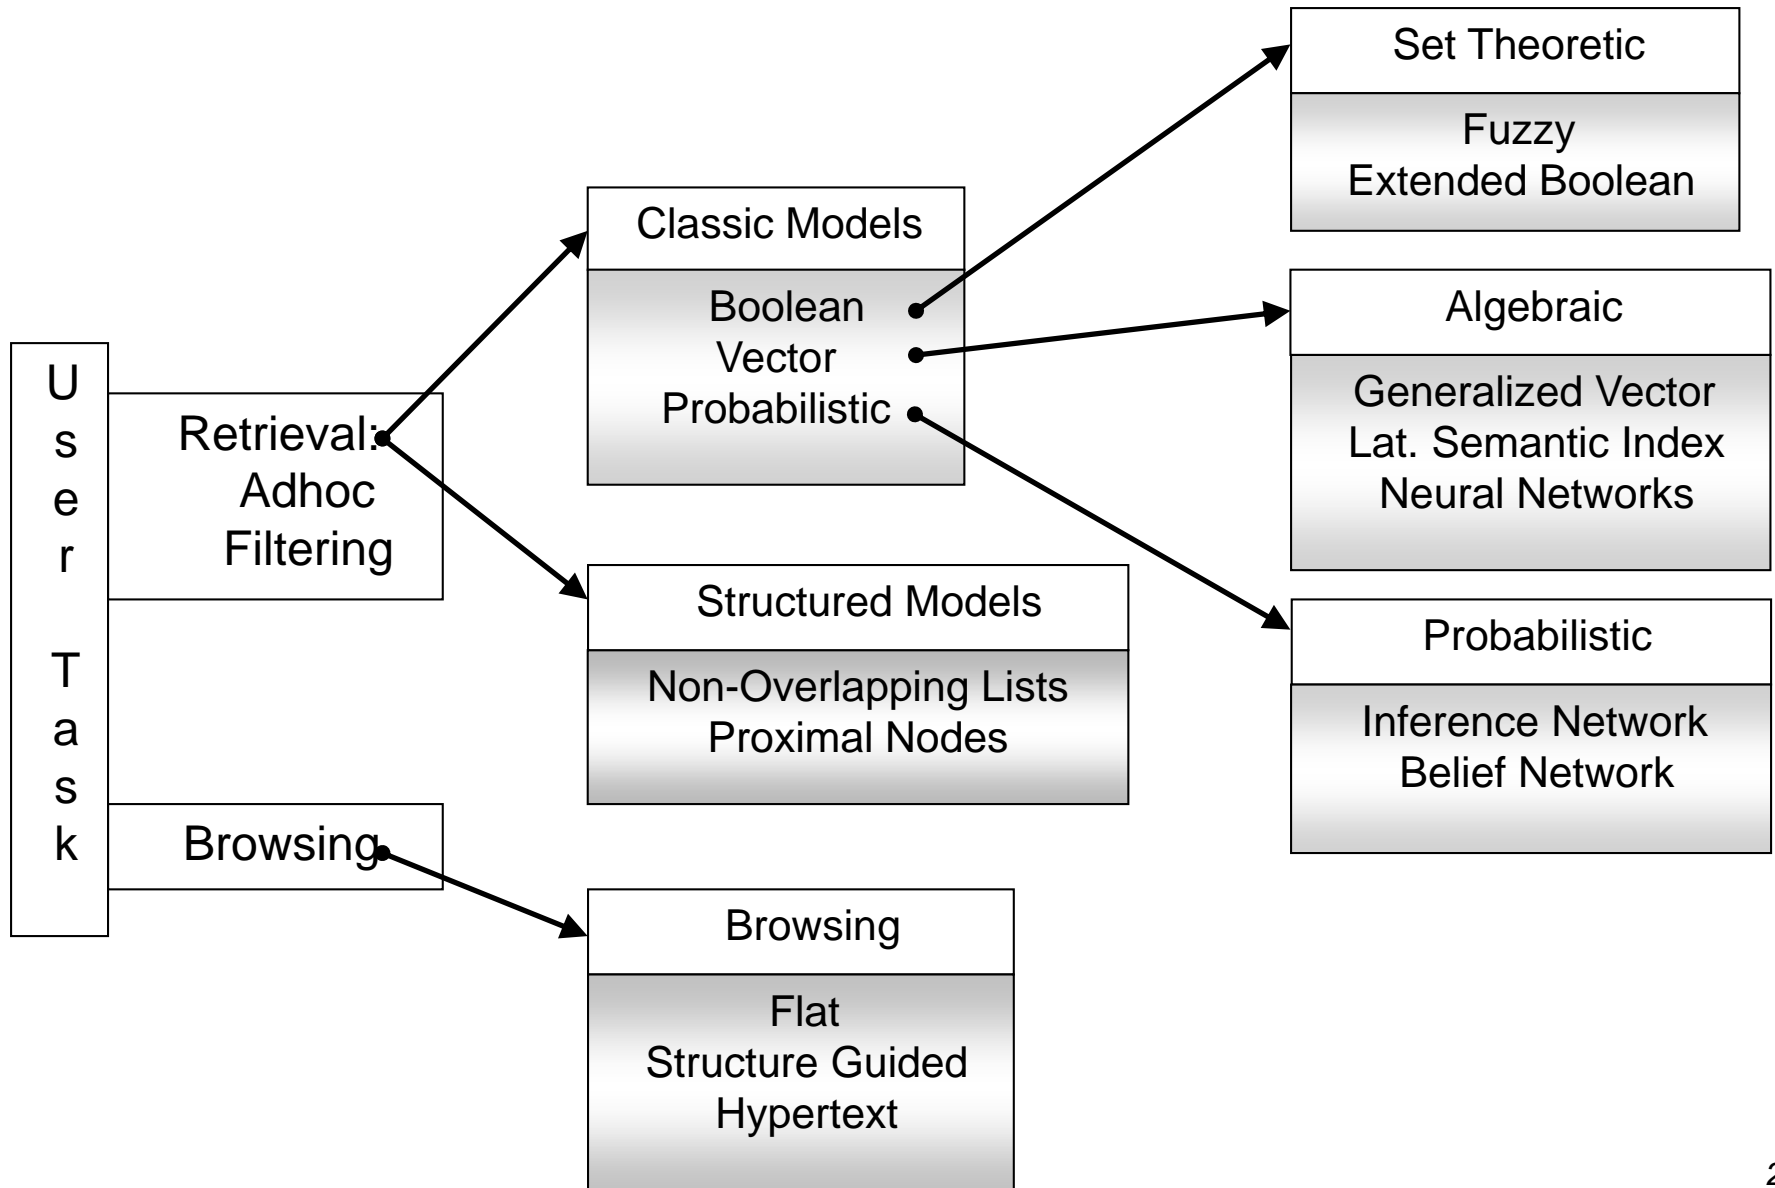 User Task
Retrieval:
Adhoc
Filtering
Browsing
Classic Models
Boolean
Vector
Probabilistic
Structured Models
Non-Overlapping Lists
Proximal Nodes
Browsing
Flat
Structure Guided
Hypertext
Set Theoretic
Fuzzy
Extended Boolean
Algebraic
Generalized Vector
Lat. Semantic Index
Neural Networks
Probabilistic
Inference Network
Belief Network